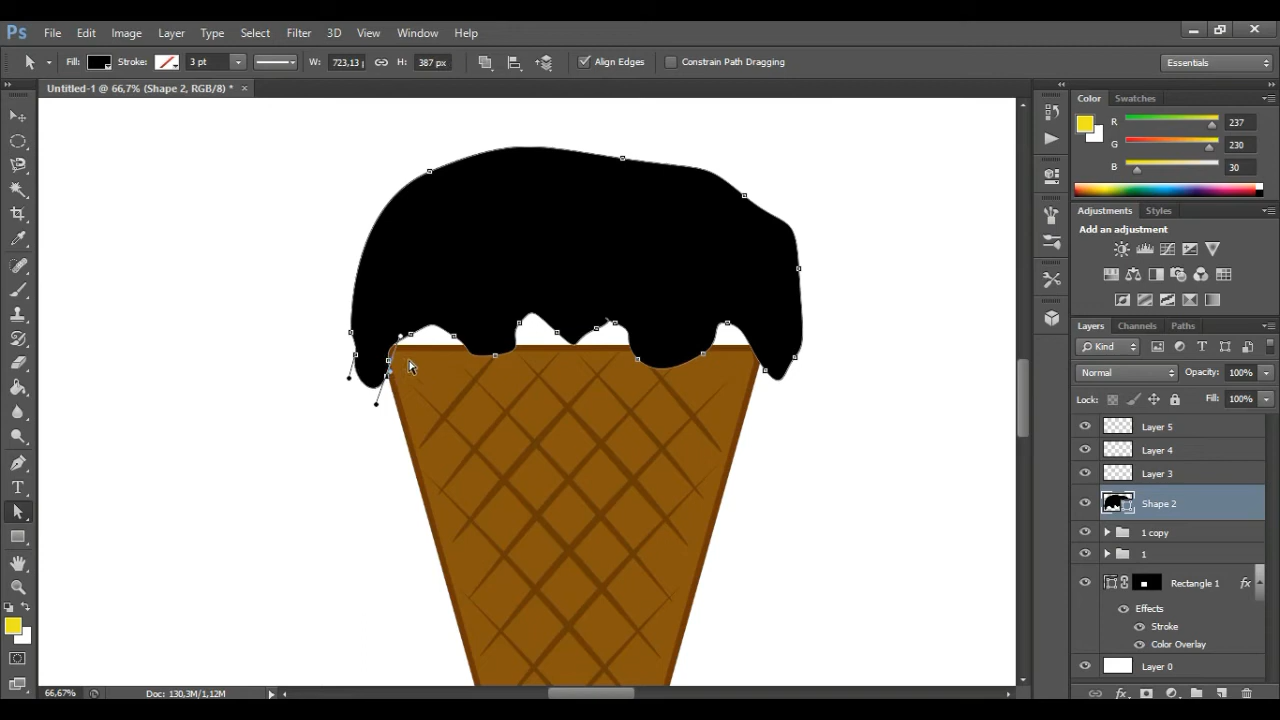 Ps File Edit Image Layer Type Select Filter 3D View Window Help
Fill: Stroke: 3 pt W: 723,13 p H: 387 px Align Edges Constrain Path Dragging Essentials
Untitled-1 @ 66,7% (Shape 2, RGB/8) * ×
Color Swatches
R 237
G 230
B 30
Adjustments Styles
Add an adjustment
Layers Channels Paths
Kind
Normal Opacity: 100%
Lock: Fill: 100%
Layer 5
Layer 4
Layer 3
Shape 2
1 copy
1
Rectangle 1 fx
Effects
Stroke
Color Overlay
Layer 0
66,67% Doc: 130,3M/1,12M